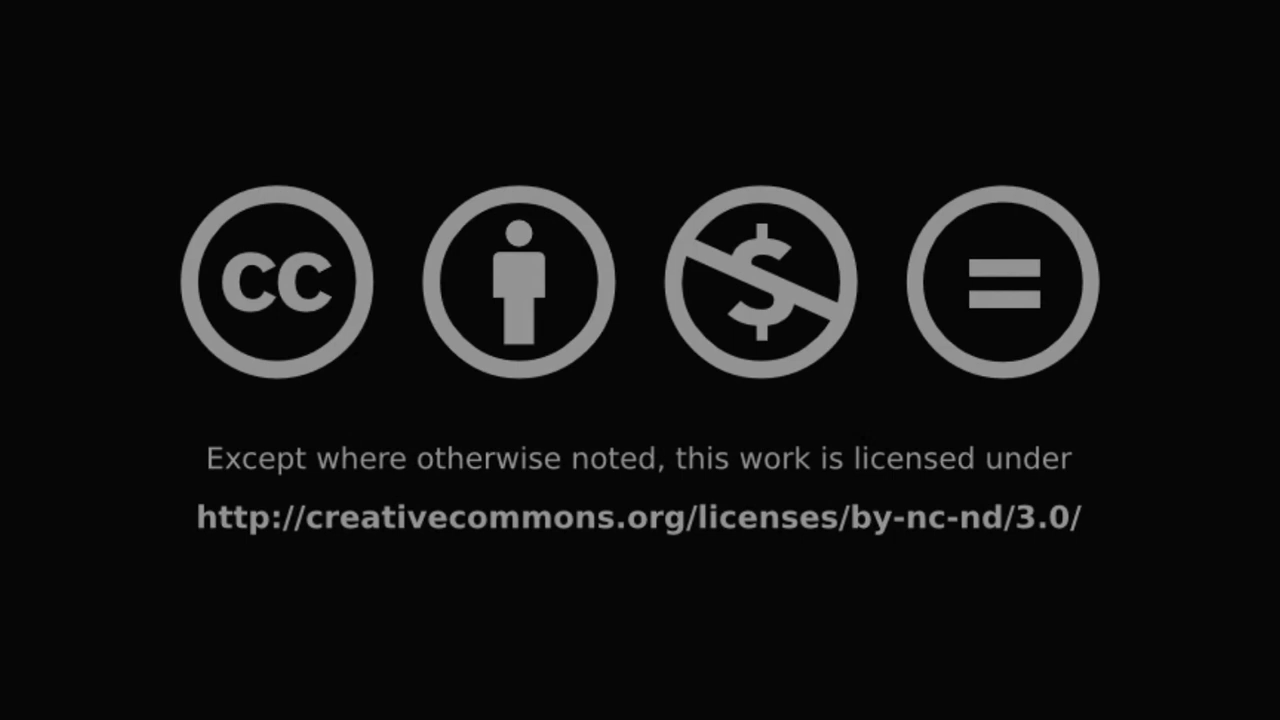 cc
$
=
Except where otherwise noted, this work is licensed under
http://creativecommons.org/licenses/by-nc-nd/3.0/